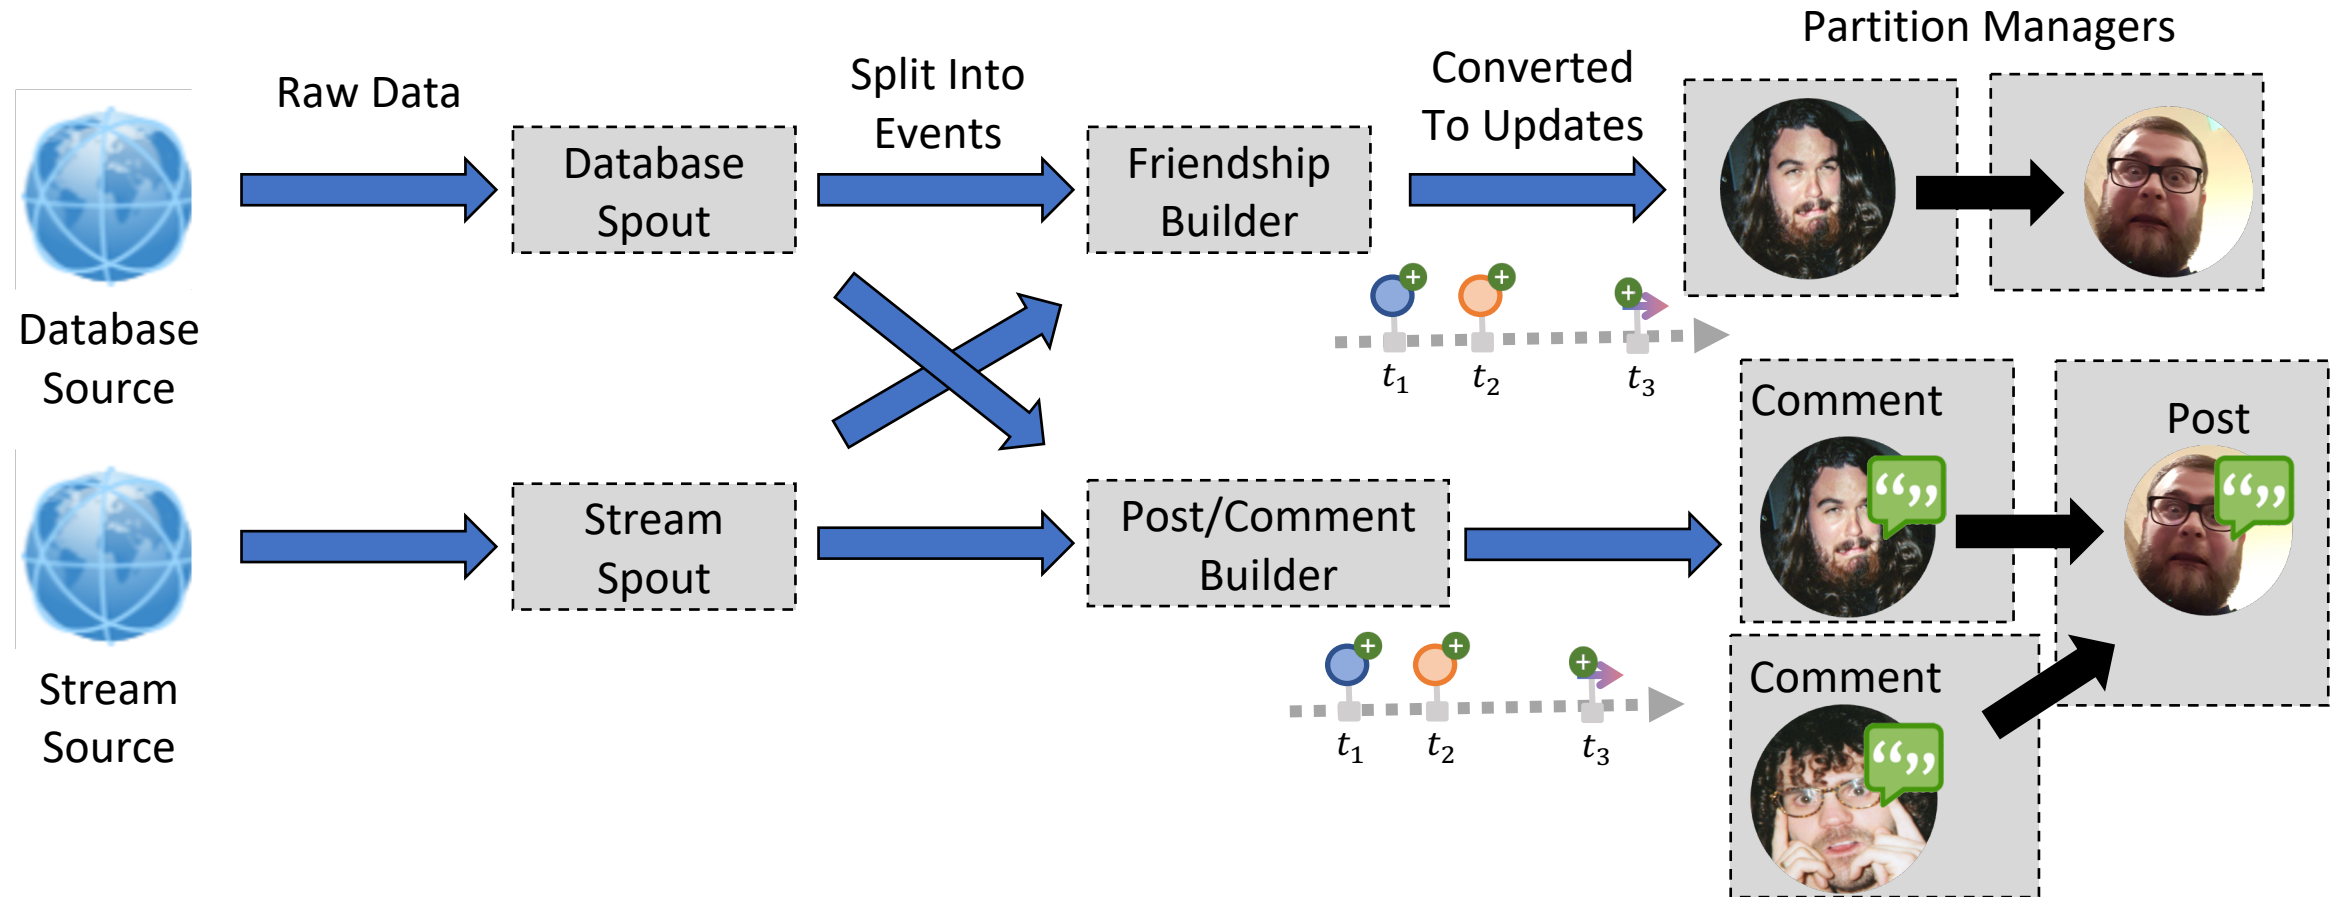 Partition Managers
Raw Data
Split Into
Events
Converted
To Updates
Database
Spout
Friendship
Builder
Database
Source
t₁ t₂ t₃
Comment
Post
“„
“„
Stream
Spout
Post/Comment
Builder
Stream
Source
Comment
“„
t₁ t₂ t₃